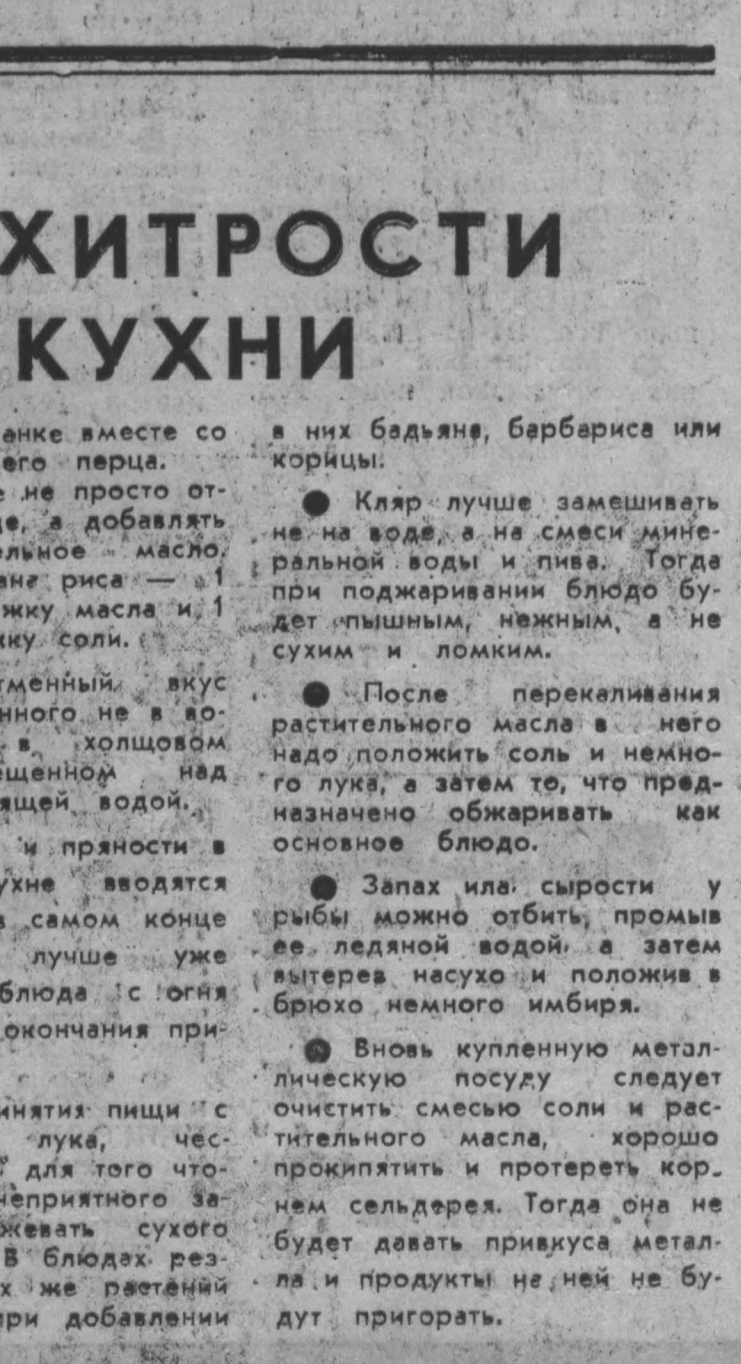 ХИТРОСТИ
КУХНИ
анке вместе со
его перца.
е не просто от-
де, а добавлять
ельное масло.
риса — 1
жку масла и 1
жку соли.
тменный вкус
нного не в во-
в холщовом
ещенном над
ящей водой.
и пряности в
ухне вводятся
в самом конце
лучше уже
блюда с огня
окончания при-
инятия пищи с
лука, чес-
для того что-
неприятного за-
жевать сухого
В блюдах рез-
х же растений
при добавлении
в них бадьяна, барбариса или
корицы.
● Кляр лучше замешивать
не на воде, а на смеси мине-
ральной воды и пива. Тогда
при поджаривании блюдо бу-
дет пышным, нежным, а не
сухим и ломким.
● После перекаливания
растительного масла в него
надо положить соль и немно-
го лука, а затем то, что пред-
назначено обжаривать как
основное блюдо.
● Запах ила, сырости у
рыбы можно отбить, промыв
ее ледяной водой, а затем
вытерев насухо и положив в
брюхо немного имбиря.
● Вновь купленную метал-
лическую посуду следует
очистить смесью соли и рас-
тительного масла, хорошо
прокипятить и протереть кор-
нем сельдерея. Тогда она не
будет давать привкуса метал-
ла и продукты на ней не бу-
дут пригорать.